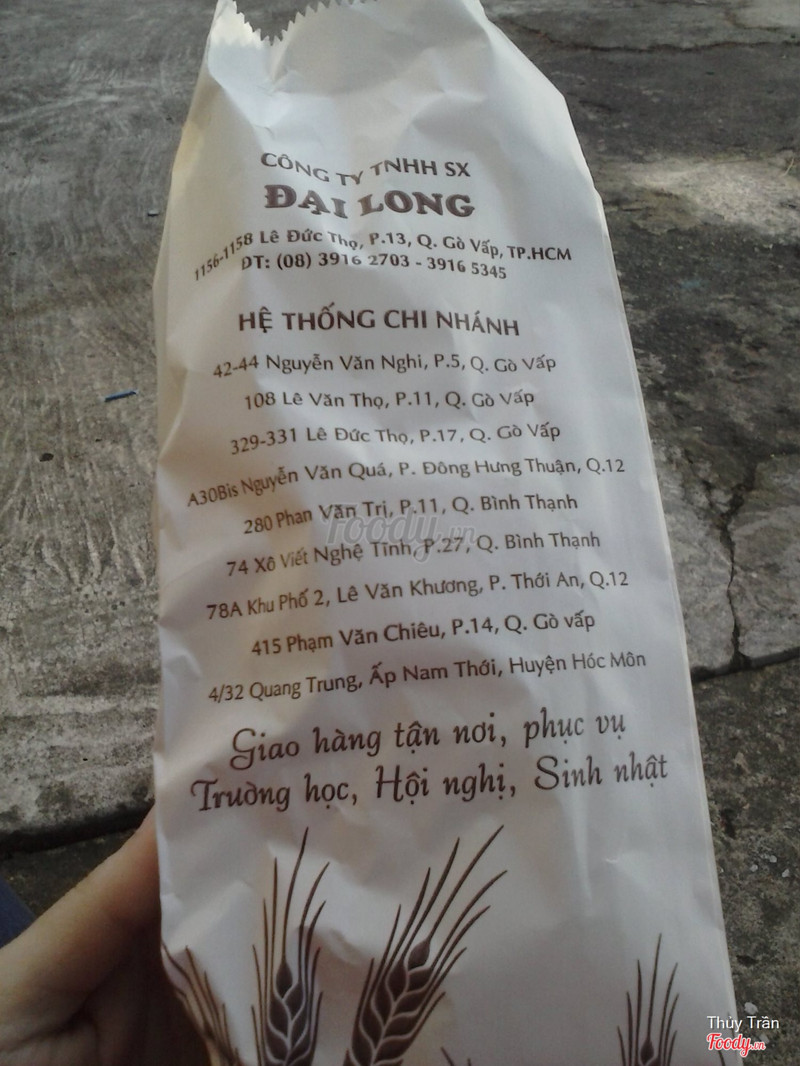 CÔNG TY TNHH SX
ĐẠI LONG
1156-1158 Lê Đức Thọ, P.13, Q. Gò Vấp, TP.HCM
ĐT: (08) 3916 2703 - 3916 5345
HỆ THỐNG CHI NHÁNH
42-44 Nguyễn Văn Nghi, P.5, Q. Gò Vấp
108 Lê Văn Thọ, P.11, Q. Gò Vấp
329-331 Lê Đức Thọ, P.17, Q. Gò Vấp
A30Bis Nguyễn Văn Quá, P. Đông Hưng Thuận, Q.12
280 Phan Văn Trị, P.11, Q. Bình Thạnh
Foody.vn
74 Xô Viết Nghệ Tĩnh, P.27, Q. Bình Thạnh
78A Khu Phố 2, Lê Văn Khương, P. Thới An, Q.12
415 Phạm Văn Chiêu, P.14, Q. Gò vấp
4/32 Quang Trung, Ấp Nam Thới, Huyện Hóc Môn
Giao hàng tận nơi, phục vụ
Trường học, Hội nghị, Sinh nhật
Thủy Trần
Foody.vn